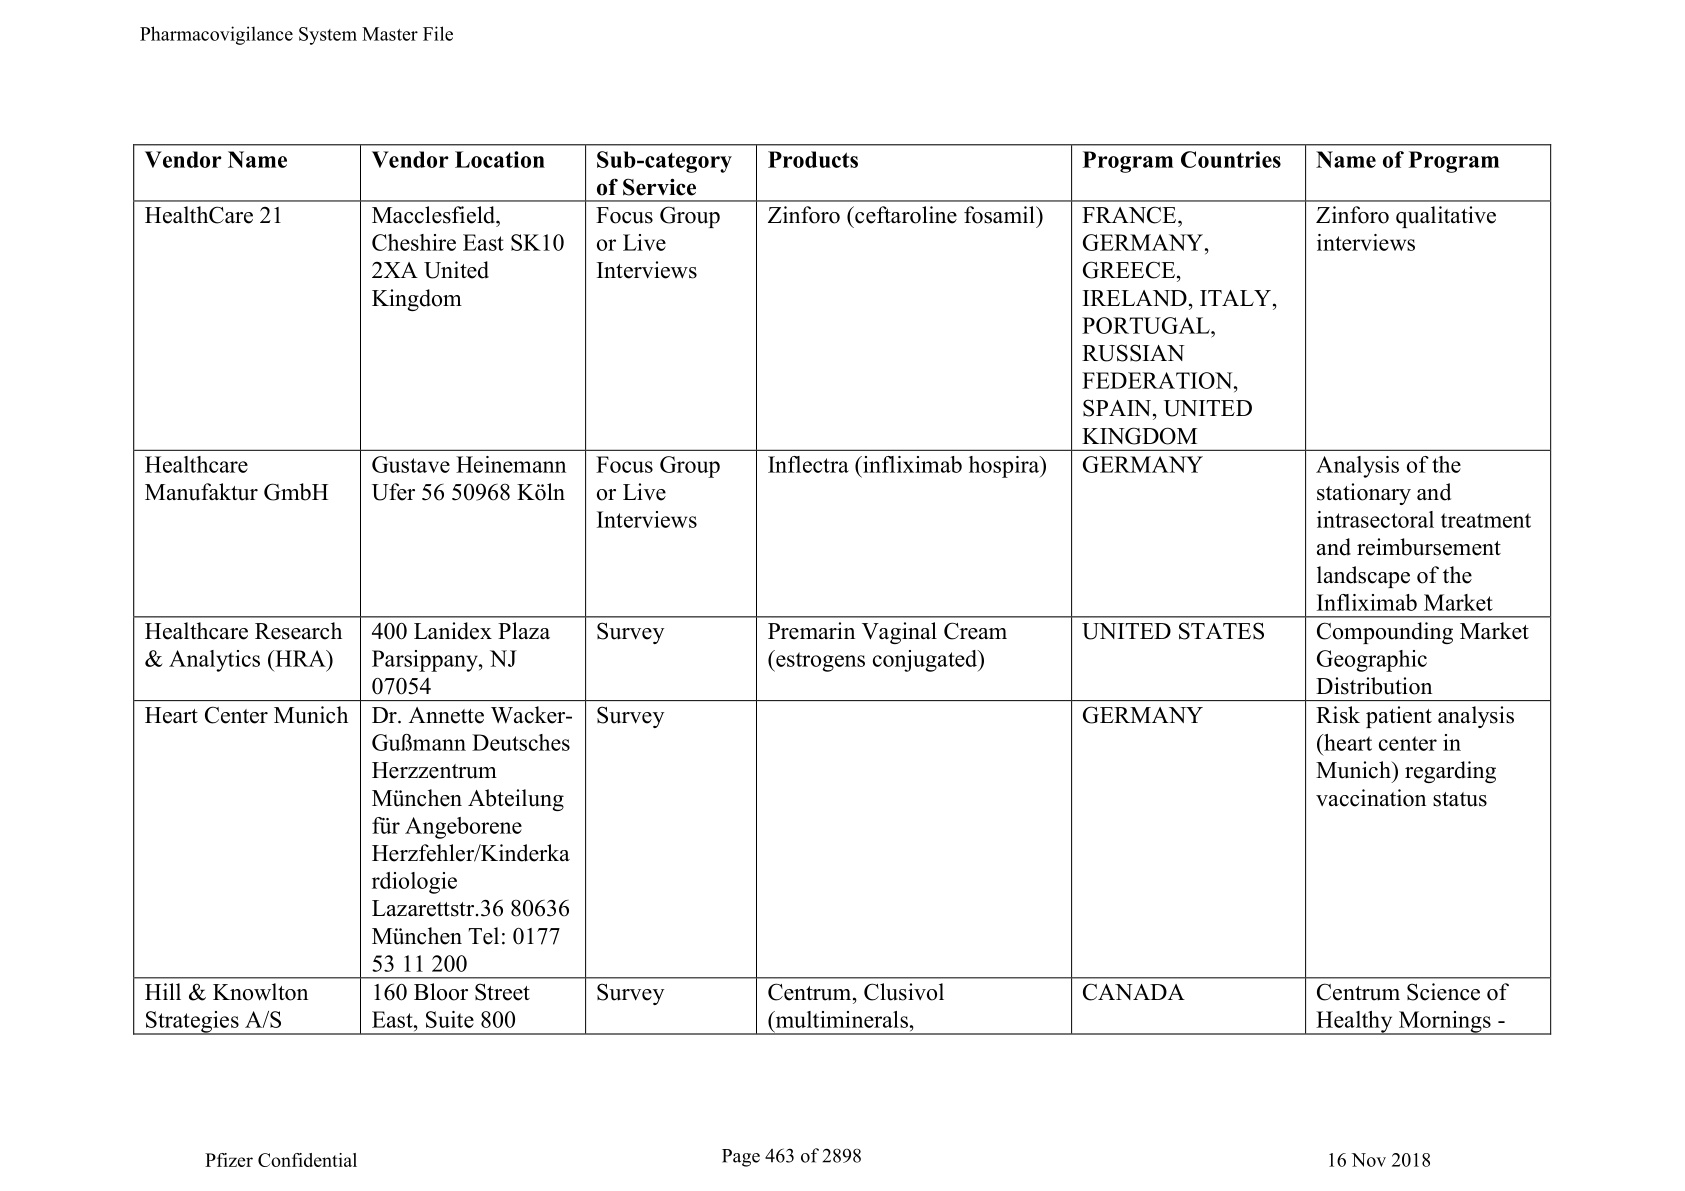 Pharmacovigilance System Master File
Vendor Name
Vendor Location
Sub-category
of Service
Products
Program Countries
Name of Program
HealthCare 21
Macclesfield,
Cheshire East SK10
2XA United
Kingdom
Focus Group
or Live
Interviews
Zinforo (ceftaroline fosamil)
FRANCE,
GERMANY,
GREECE,
IRELAND, ITALY,
PORTUGAL,
RUSSIAN
FEDERATION,
SPAIN, UNITED
KINGDOM
Zinforo qualitative
interviews
Healthcare
Manufaktur GmbH
Gustave Heinemann
Ufer 56 50968 Köln
Focus Group
or Live
Interviews
Inflectra (infliximab hospira)
GERMANY
Analysis of the
stationary and
intrasectoral treatment
and reimbursement
landscape of the
Infliximab Market
Healthcare Research
& Analytics (HRA)
400 Lanidex Plaza
Parsippany, NJ
07054
Survey
Premarin Vaginal Cream
(estrogens conjugated)
UNITED STATES
Compounding Market
Geographic
Distribution
Heart Center Munich
Dr. Annette Wacker-
Gußmann Deutsches
Herzzentrum
München Abteilung
für Angeborene
Herzfehler/Kinderka
rdiologie
Lazarettstr.36 80636
München Tel: 0177
53 11 200
Survey
GERMANY
Risk patient analysis
(heart center in
Munich) regarding
vaccination status
Hill & Knowlton
Strategies A/S
160 Bloor Street
East, Suite 800
Survey
Centrum, Clusivol
(multiminerals,
CANADA
Centrum Science of
Healthy Mornings -
Pfizer Confidential
Page 463 of 2898
16 Nov 2018